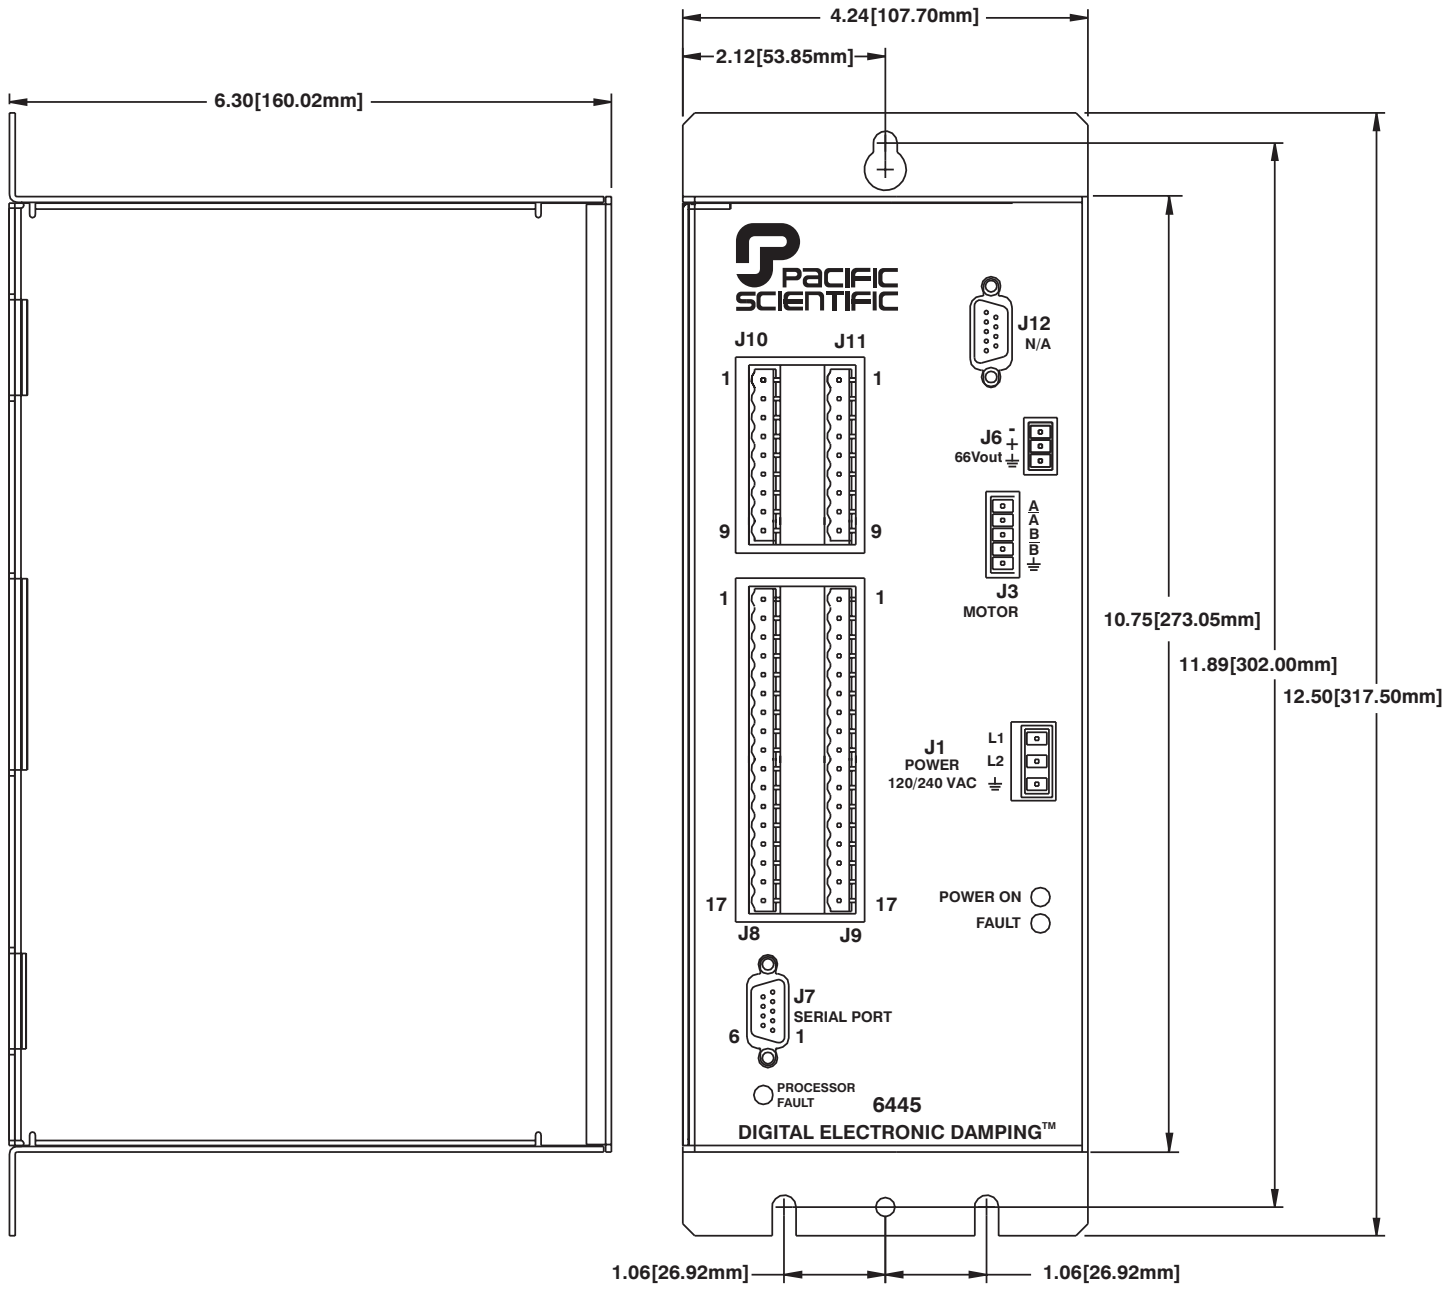 4.24[107.70mm]
2.12[53.85mm]
6.30[160.02mm]
PACIFIC
SCIENTIFIC
J10 J11
J12
N/A
1 1
J6 - +
66Vout
9 9
A
A̅
B
B̅
J3
MOTOR
1 1
10.75[273.05mm]
11.89[302.00mm]
12.50[317.50mm]
J1 L1
POWER L2
120/240 VAC
POWER ON
17 17
FAULT
J8 J9
J7
SERIAL PORT
6 1
PROCESSOR
FAULT
6445
DIGITAL ELECTRONIC DAMPING™
1.06[26.92mm] 1.06[26.92mm]